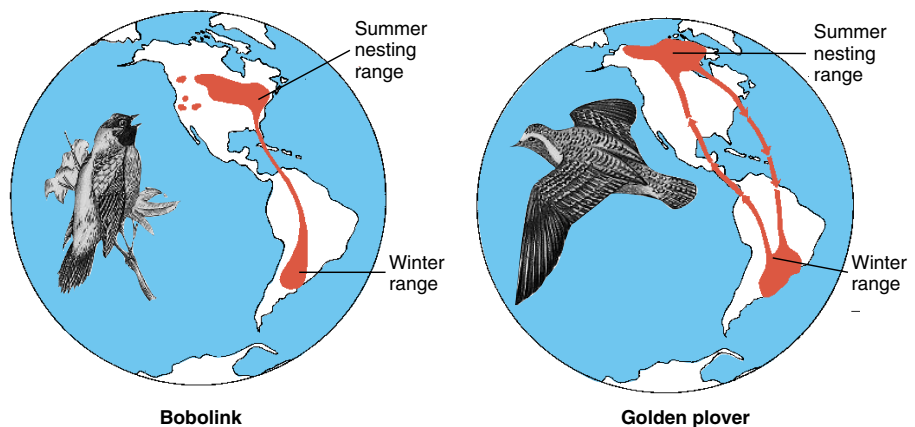 Summer
nesting
range
Winter
range
Bobolink
Summer
nesting
range
Winter
range
Golden plover